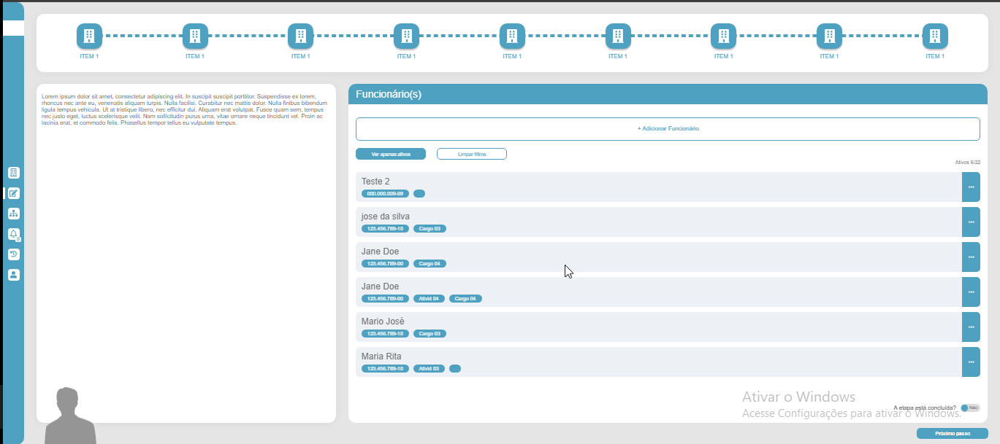 ITEM 1 ITEM 1 ITEM 1 ITEM 1 ITEM 1 ITEM 1 ITEM 1 ITEM 1 ITEM 1
Lorem ipsum dolor sit amet, consectetur adipiscing elit. In suscipit suscipit porttitor. Suspendisse ex lorem,
rhoncus nec ante eu, venenatis aliquam turpis. Nulla facilisi. Curabitur nec mattis dolor. Nulla finibus bibendum
ligula tempus vehicula. Ut at tristique libero, nec efficitur dui. Aliquam erat volutpat. Fusce quam sem, tempus
nec justo eget, luctus scelerisque velit. Nam sollicitudin purus urna, vitae ornare neque tincidunt vel. Proin ac
lacinia erat, et commodo felis. Phasellus tempor tellus eu vulputate tempus.
Funcionário(s)
+ Adicionar Funcionário
Ver apenas ativos Limpar filtros
Ativos 6/22
Teste 2
000.000.009-09
jose da silva
123.456.789-10 Cargo 03
Jane Doe
123.456.789-00 Cargo 04
Jane Doe
123.456.789-00 Ativid 04 Cargo 04
Mario José
123.456.789-10 Cargo 03
Maria Rita
123.456.789-10 Ativid 03
Ativar o Windows
A etapa está concluída? Não
Acesse Configurações para ativar o Windows.
Próximo passo